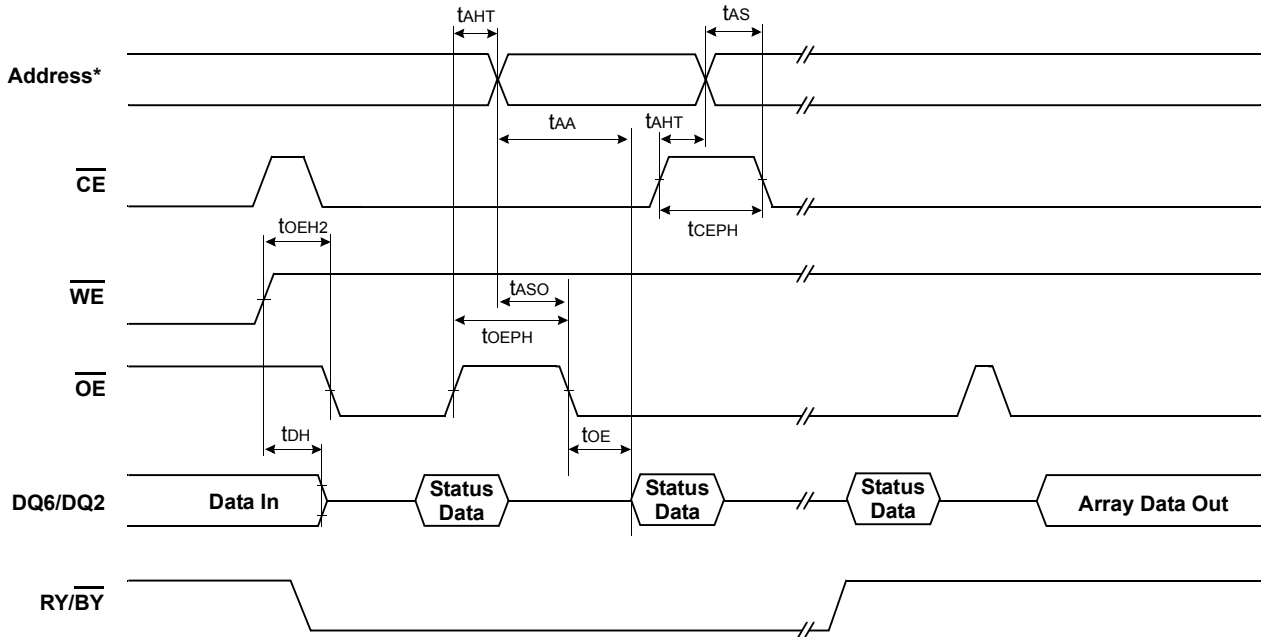 tAHT
tAS
Address*
tAA
tAHT
CE
tOEH2
tCEPH
WE
tASO
tOEPH
OE
tDH
tOE
DQ6/DQ2
Data In
Status
Data
Status
Data
Status
Data
Array Data Out
RY/BY